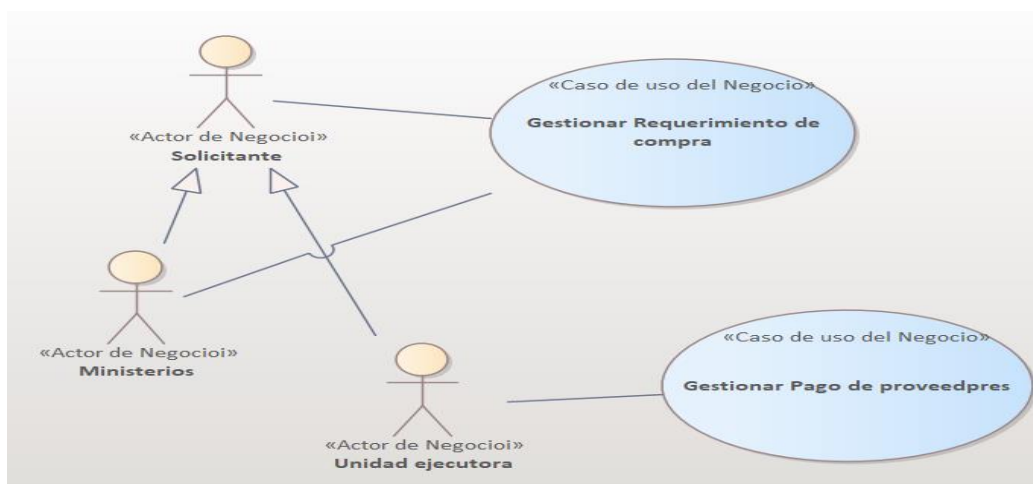 «Actor de Negocioi»
Solicitante
«Caso de uso del Negocio»
Gestionar Requerimiento de
compra
«Actor de Negocioi»
Ministerios
«Actor de Negocioi»
Unidad ejecutora
«Caso de uso del Negocio»
Gestionar Pago de proveedpres